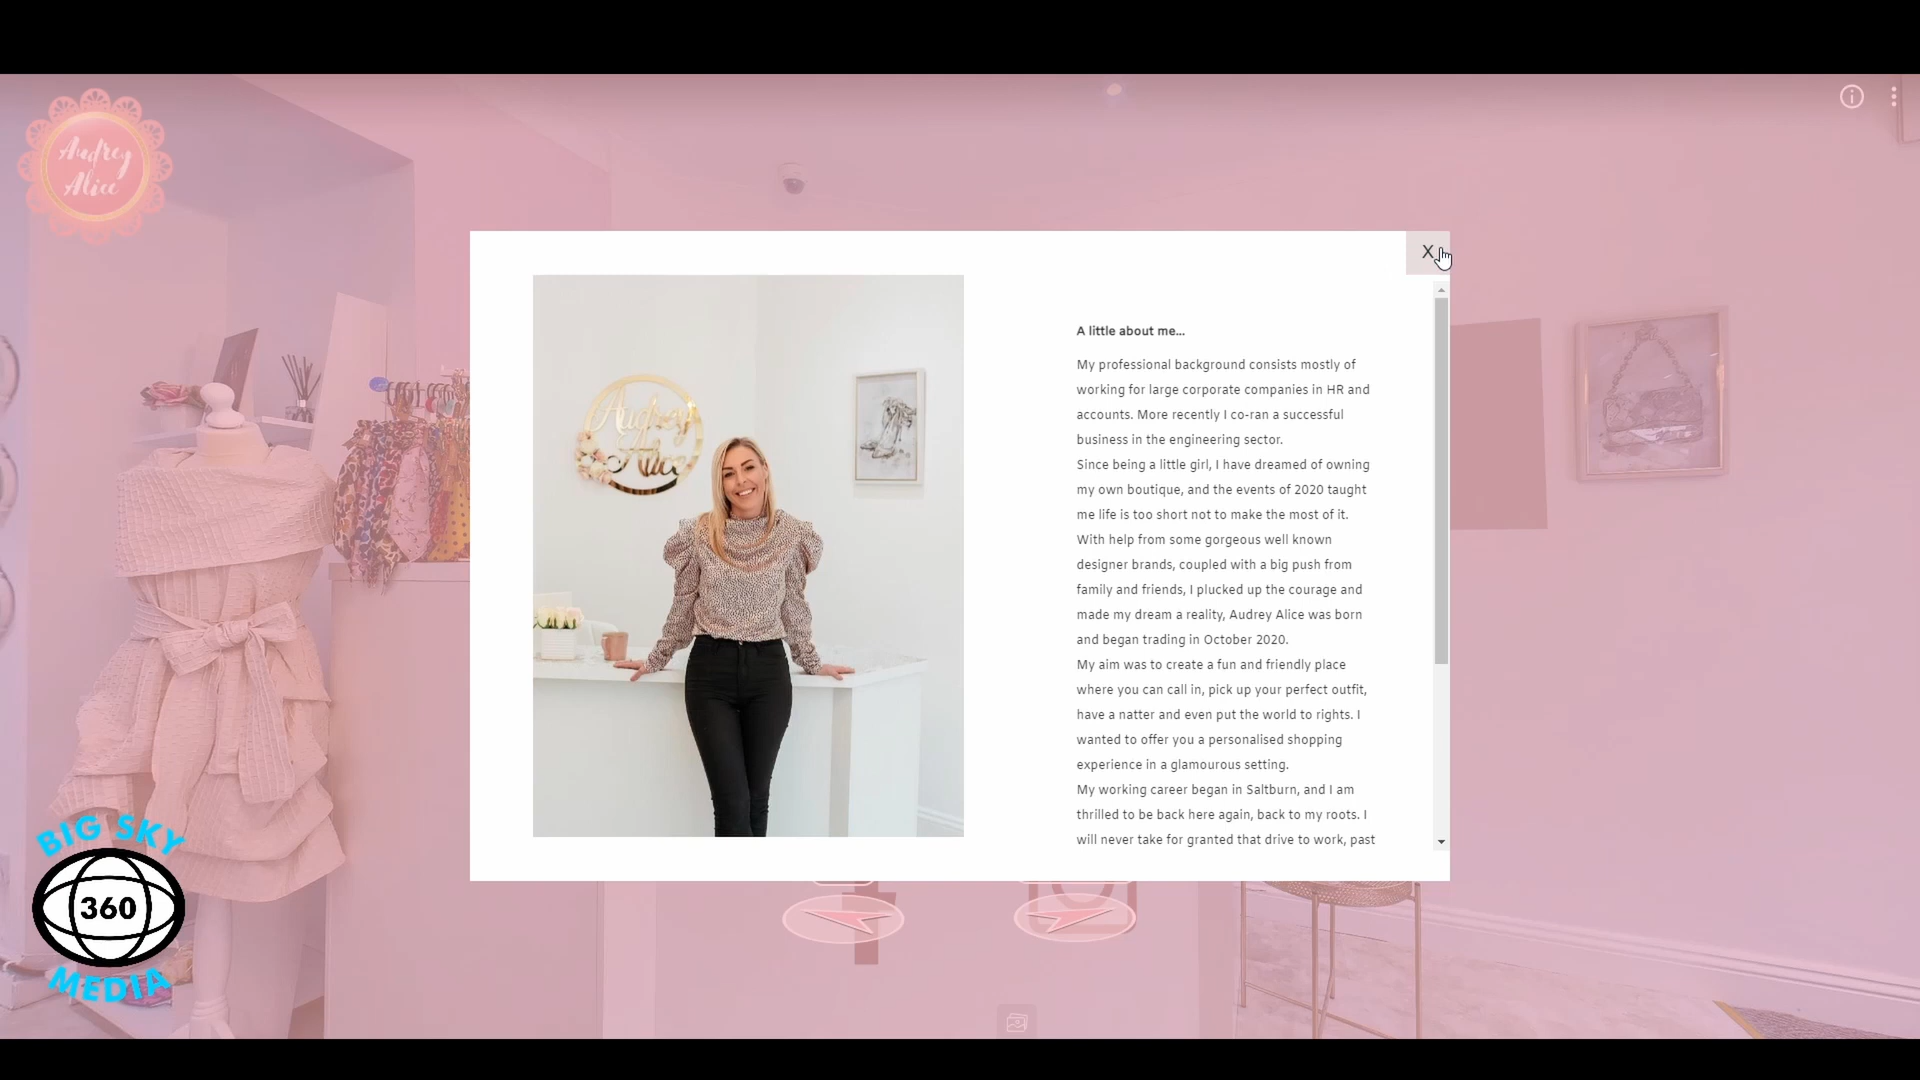 Audrey
Alice
X
Audrey
Alice
A little about me...
My professional background consists mostly of
working for large corporate companies in HR and
accounts. More recently I co-ran a successful
business in the engineering sector.
Since being a little girl, I have dreamed of owning
my own boutique, and the events of 2020 taught
me life is too short not to make the most of it.
With help from some gorgeous well known
designer brands, coupled with a big push from
family and friends, I plucked up the courage and
made my dream a reality, Audrey Alice was born
and began trading in October 2020.
My aim was to create a fun and friendly place
where you can call in, pick up your perfect outfit,
have a natter and even put the world to rights. I
wanted to offer you a personalised shopping
experience in a glamourous setting.
My working career began in Saltburn, and I am
thrilled to be back here again, back to my roots. I
will never take for granted that drive to work, past
BIG SKY
360
MEDIA